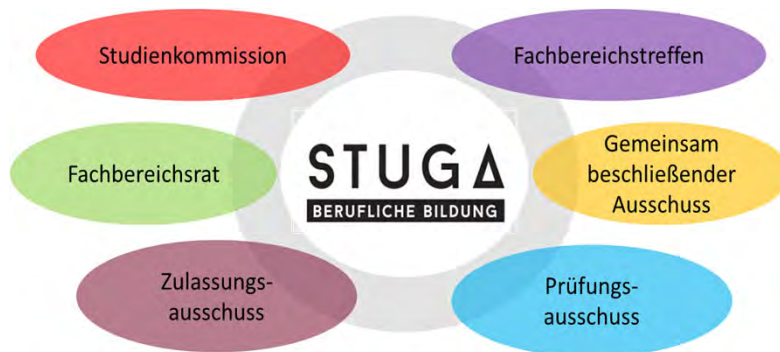 Studienkommission
Fachbereichstreffen
Fachbereichsrat
STUGA
BERUFLICHE BILDUNG
Gemeinsam
beschließender
Ausschuss
Zulassungs-
ausschuss
Prüfungs-
ausschuss